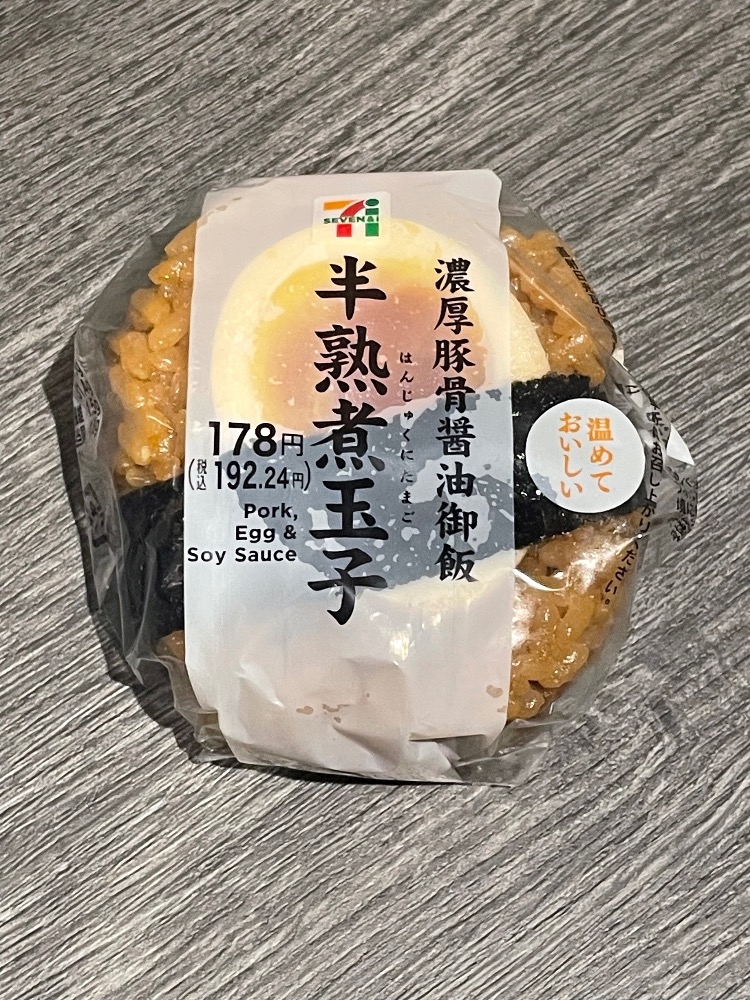 SEVEN&i
濃厚豚骨醤油御飯
半熟煮玉子
はんじゅくにたまご
178円
(税込192.24円)
Pork,
Egg &
Soy Sauce
温めて
おいしい